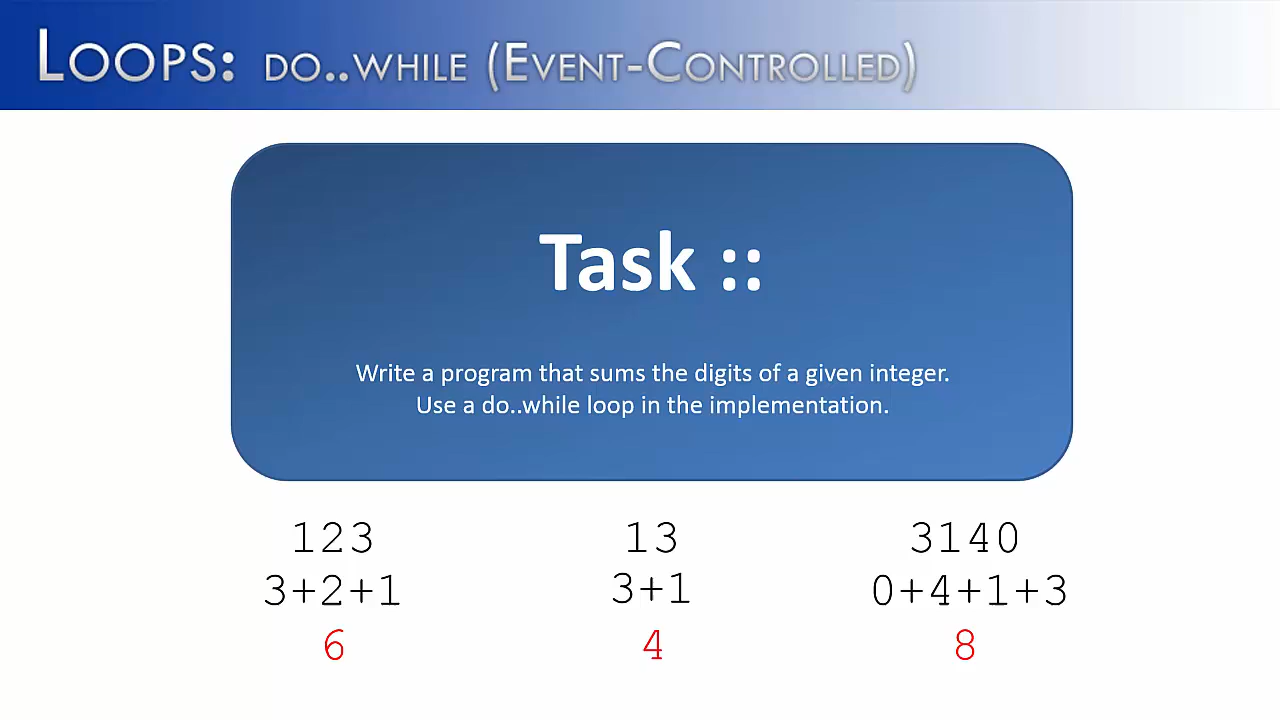 LOOPS: DO..WHILE (EVENT-CONTROLLED)
Task ::
Write a program that sums the digits of a given integer.
Use a do..while loop in the implementation.
123 13 3140
3+2+1 3+1 0+4+1+3
6 4 8